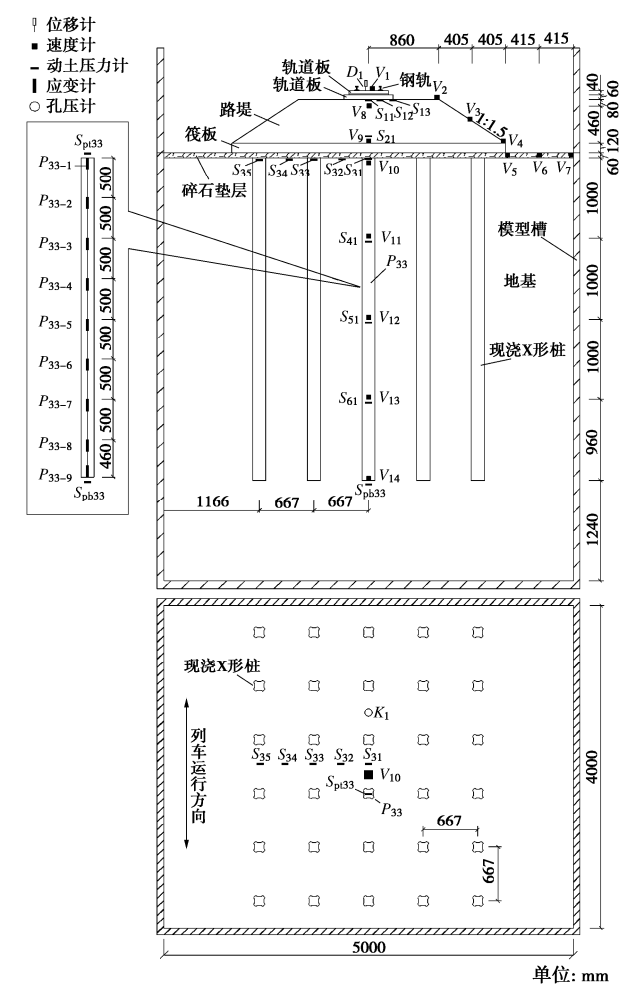 位移计
速度计
动土压力计
应变计
孔压计
860
405
405
415
415
轨道板
轨道板
D1
V1
钢轨
V2
路堤
V8
S11
S12
S13
V3
1:1.5
筏板
V9
S21
V4
40
60
80
460
120
60
S35
S34
S33
S32
S31
V10
V5
V6
V7
碎石垫层
Spt33
P33-1
P33-2
P33-3
P33-4
P33-5
P33-6
P33-7
P33-8
P33-9
Spb33
500
500
500
500
500
500
500
460
S41
V11
P33
模型槽
地基
S51
V12
现浇X形桩
S61
V13
V14
Spb33
1166
667
667
1000
1000
1000
960
1240
现浇X形桩
K1
列车运行方向
S35
S34
S33
S32
S31
V10
Spt33
P33
667
667
4000
5000
单位: mm